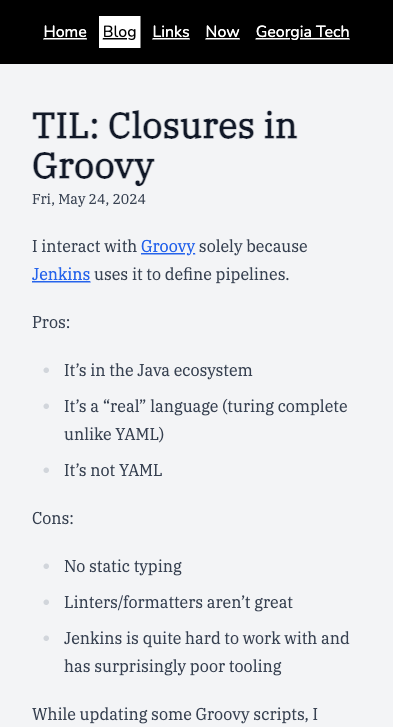 Home Blog Links Now Georgia Tech
TIL: Closures in
Groovy
Fri, May 24, 2024
I interact with Groovy solely because
Jenkins uses it to define pipelines.
Pros:
It’s in the Java ecosystem
It’s a “real” language (turing complete
unlike YAML)
It’s not YAML
Cons:
No static typing
Linters/formatters aren’t great
Jenkins is quite hard to work with and
has surprisingly poor tooling
While updating some Groovy scripts, I